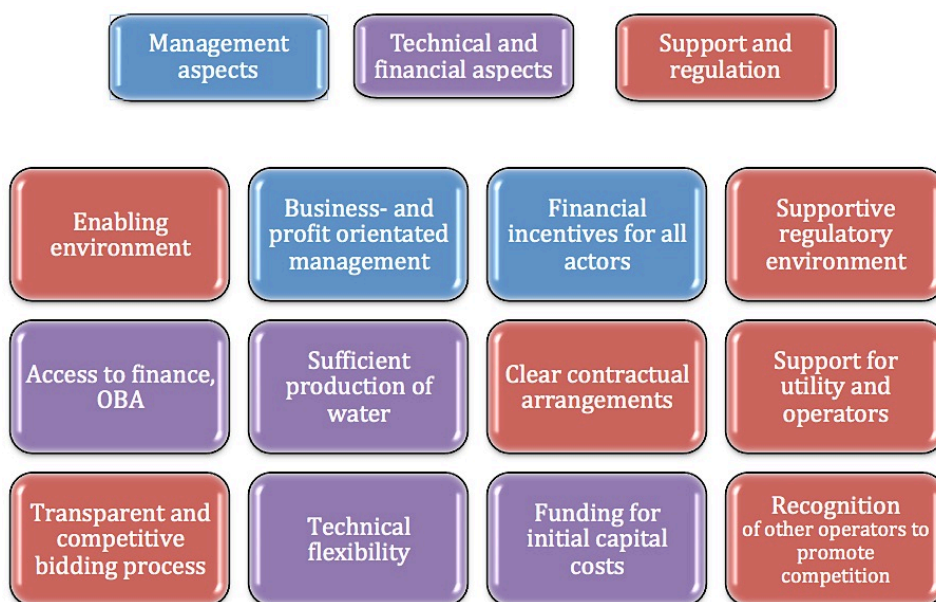 Management
aspects
Technical and
financial aspects
Support and
regulation
Enabling
environment
Business- and
profit orientated
management
Financial
incentives for all
actors
Supportive
regulatory
environment
Access to finance,
OBA
Sufficient
production of
water
Clear contractual
arrangements
Support for
utility and
operators
Transparent and
competitive
bidding process
Technical
flexibility
Funding for
initial capital
costs
Recognition
of other operators to
promote
competition